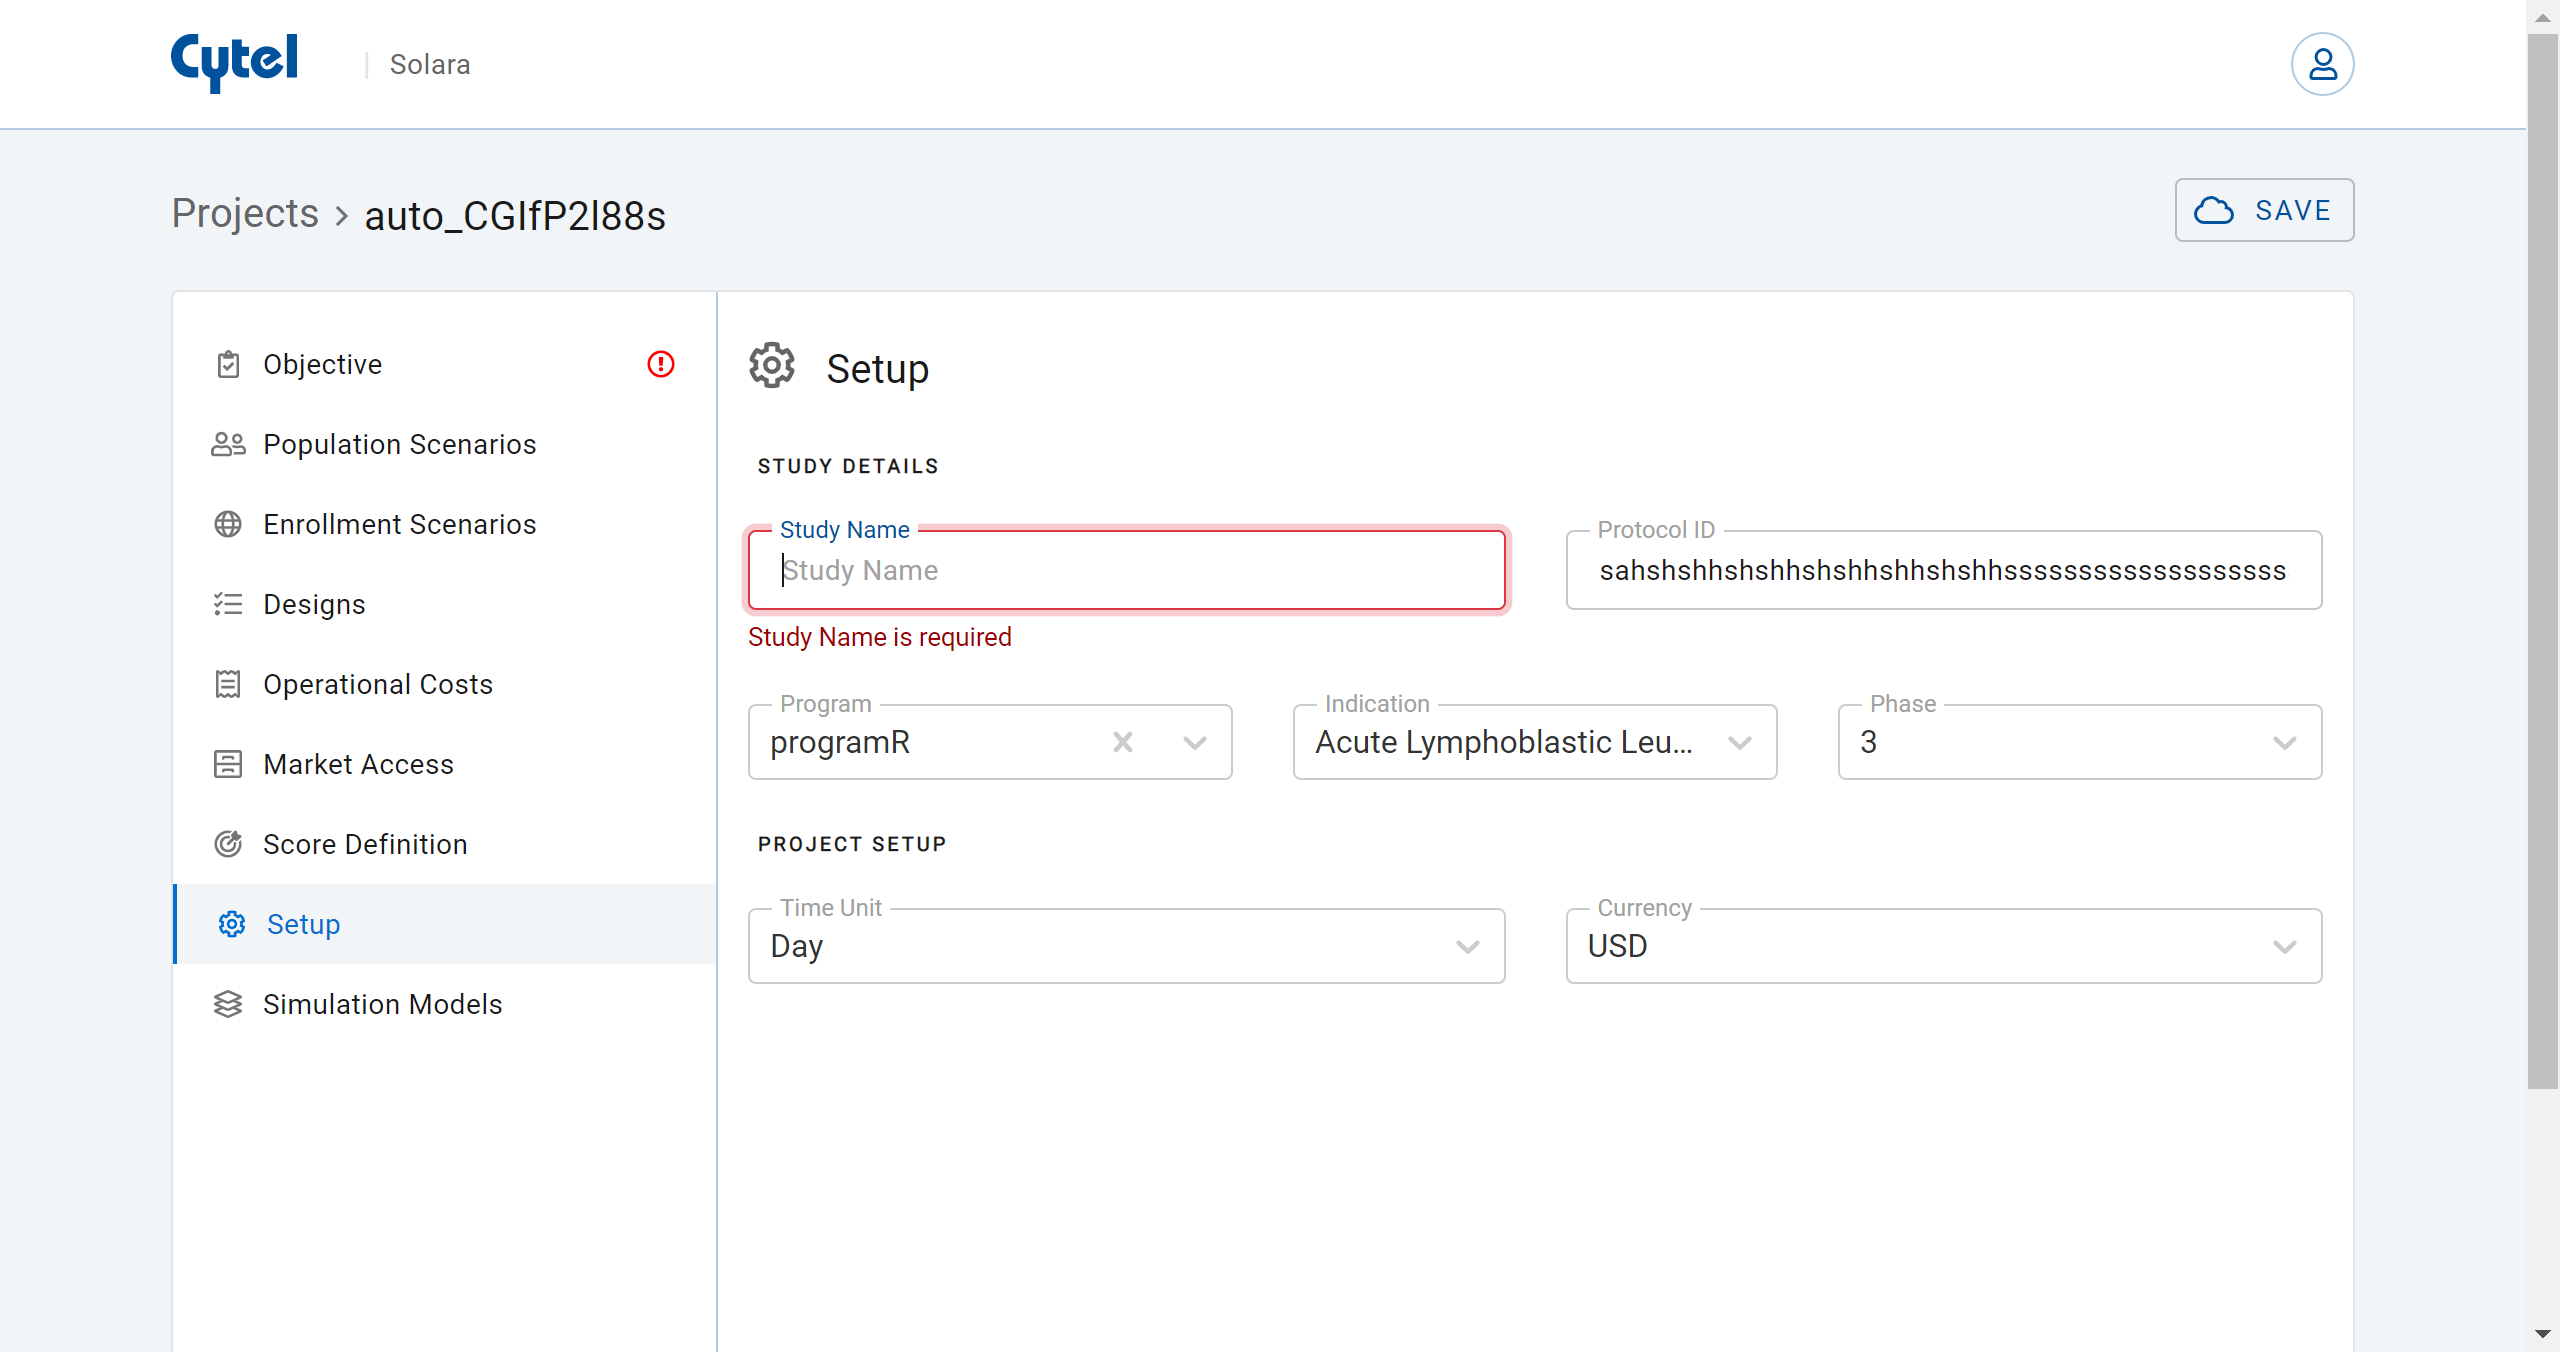 Cytel
Solara
Projects > auto_CGIfP2l88s
SAVE
Objective
Population Scenarios
Enrollment Scenarios
Designs
Operational Costs
Market Access
Score Definition
Setup
Simulation Models
Setup
STUDY DETAILS
Study Name
Study Name
Study Name is required
Protocol ID
sahshshhshshhshshhshhshshhsssssssssssssssssss
Program
programR
Indication
Acute Lymphoblastic Leu...
Phase
3
PROJECT SETUP
Time Unit
Day
Currency
USD